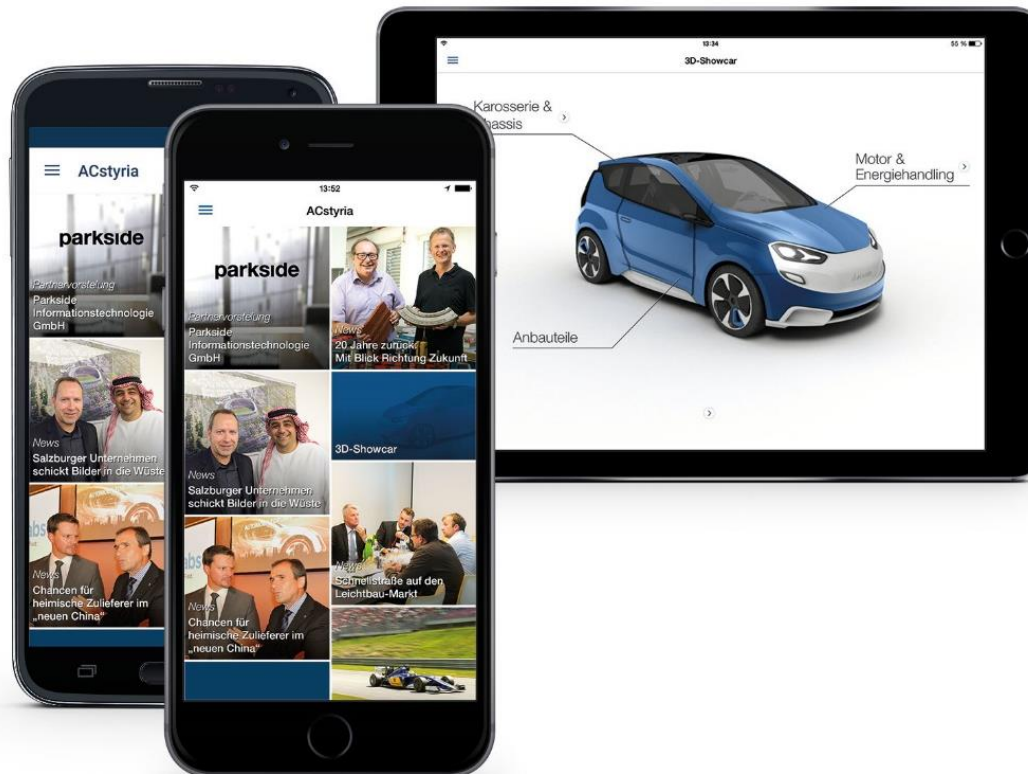 ACstyria
parkside
Partnervorstelung
Parkside
Informationstechnologie
GmbH
News
Salzburger Unternehmen
schickt Bilder in die Wüste
News
Chancen für
heimische Zulieferer im
„neuen China“
13:52
ACstyria
parkside
Partnervorstelung
Parkside
Informationstechnologie
GmbH
News
20 Jahre zurück.
Mit Blick Richtung Zukunft
News
Salzburger Unternehmen
schickt Bilder in die Wüste
3D-Showcar
News
Schnellstraße auf den
Leichtbau-Markt
News
Chancen für
heimische Zulieferer im
„neuen China“
13:34
55 %
3D-Showcar
Karosserie &
Chassis
Motor &
Energiehandling
Anbauteile